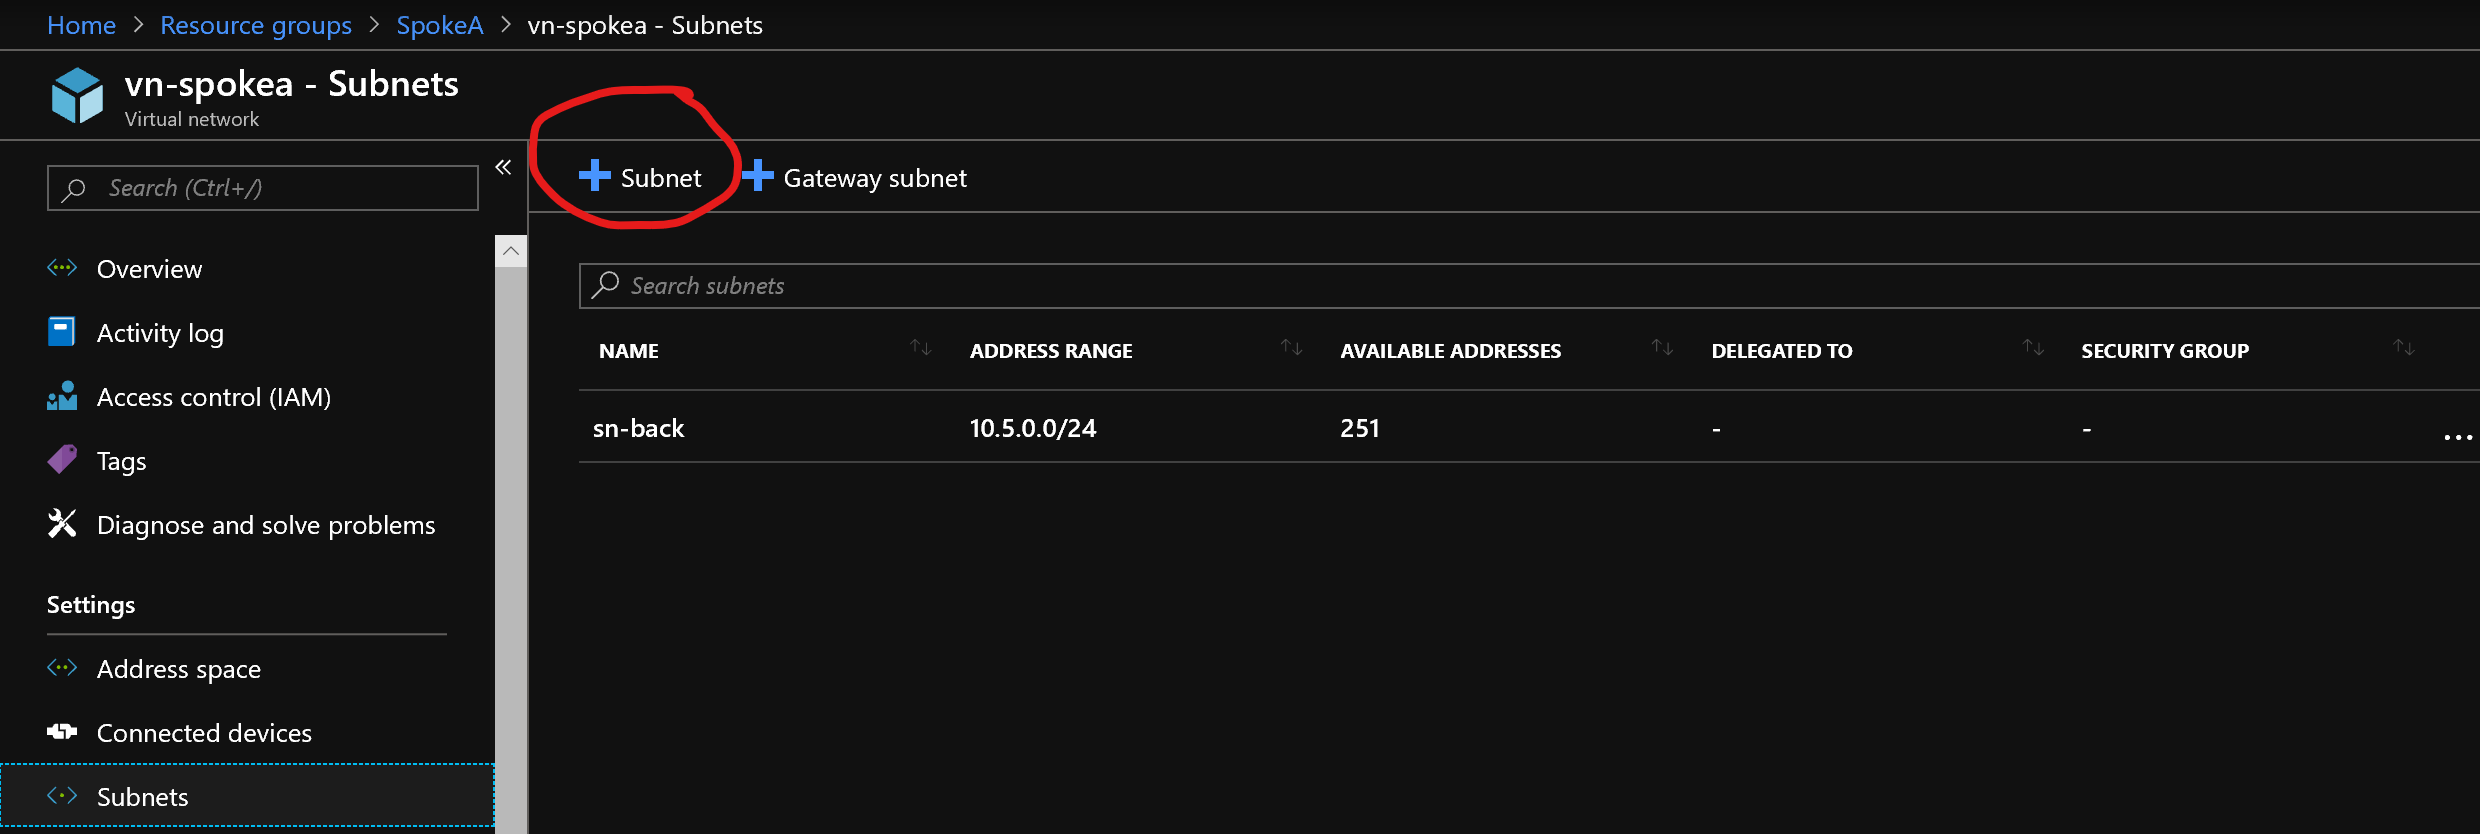 Home > Resource groups > SpokeA > vn-spokea - Subnets
vn-spokea - Subnets
Virtual network
Search (Ctrl+/)
Overview
Activity log
Access control (IAM)
Tags
Diagnose and solve problems
Settings
Address space
Connected devices
Subnets
Subnet Gateway subnet
Search subnets
NAME ADDRESS RANGE AVAILABLE ADDRESSES DELEGATED TO SECURITY GROUP
sn-back 10.5.0.0/24 251 - - ...